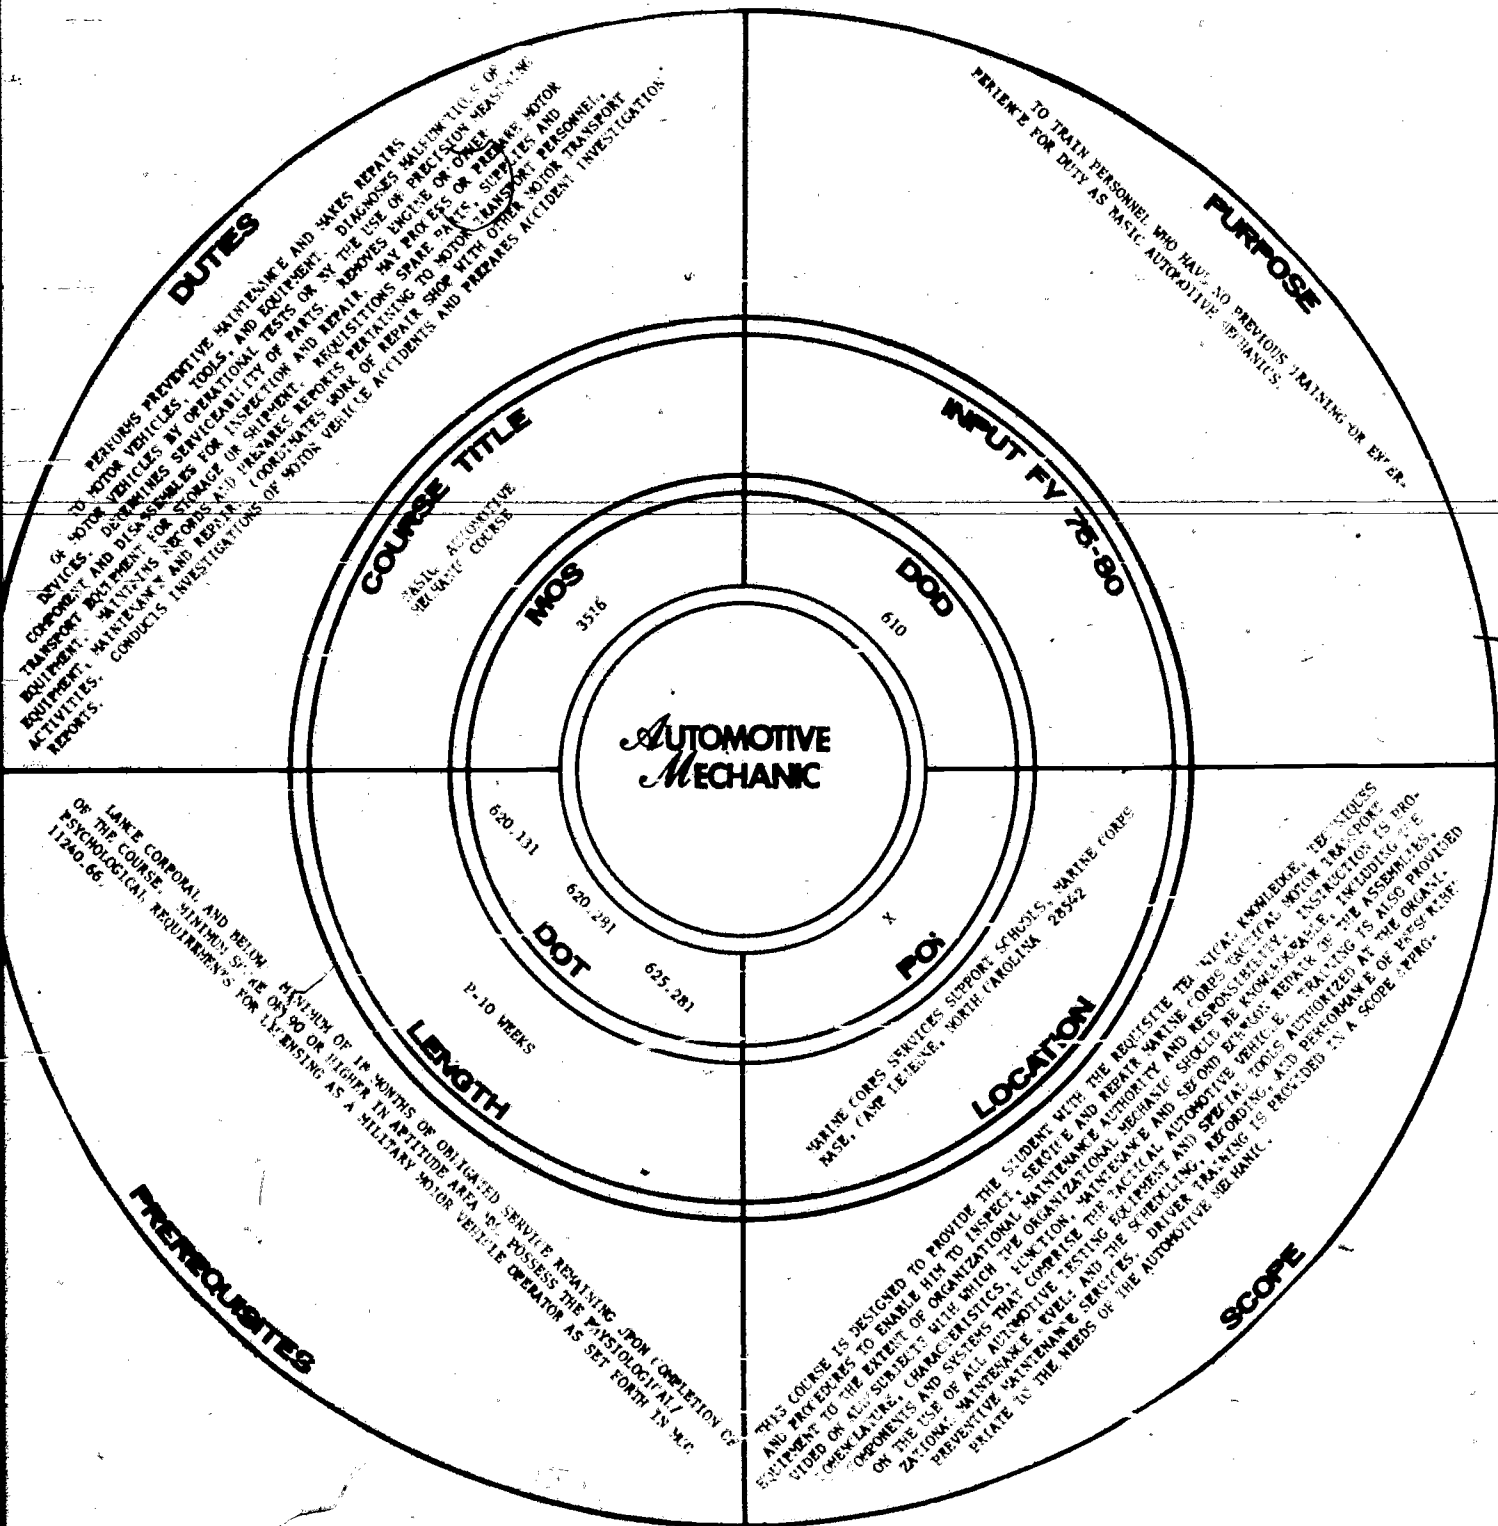 AUTOMOTIVE
MECHANIC
DUTIES
PERFORMS PREVENTIVE MAINTENANCE AND MAKES REPAIRS
TO MOTOR VEHICLES, TOOLS, AND EQUIPMENT. DIAGNOSES MALFUNCTIONS OF
OF MOTOR VEHICLES BY OPERATIONAL TESTS OR BY THE USE OF PRECISION MEASURING
DEVICES. DETERMINES SERVICEABILITY OF PARTS. REMOVES ENGINE OR OTHER
COMPONENT AND DISASSEMBLES FOR INSPECTION AND REPAIR. MAY PROCESS OR PREPARE MOTOR
TRANSPORT EQUIPMENT FOR STORAGE OR SHIPMENT. REQUISITIONS SPARE PARTS, SUPPLIES AND
EQUIPMENT. MAINTAINS RECORDS AND PREPARES REPORTS PERTAINING TO MOTOR TRANSPORT PERSONNEL,
EQUIPMENT, MAINTENANCE AND REPAIR. COORDINATES WORK OF REPAIR SHOP WITH OTHER MOTOR TRANSPORT
ACTIVITIES. CONDUCTS INVESTIGATIONS OF MOTOR VEHICLE ACCIDENTS AND PREPARES ACCIDENT INVESTIGATION
REPORTS.
PURPOSE
TO TRAIN PERSONNEL WHO HAVE NO PREVIOUS TRAINING OR EXPER-
PERIENCE FOR DUTY AS BASIC AUTOMOTIVE MECHANICS.
COURSE TITLE
BASIC AUTOMOTIVE
MECHANIC COURSE
INPUT FY 75-80
MOS
3516
DOD
610
DOT
620.131
620.281
625.281
POI
X
LENGTH
P-10 WEEKS
LOCATION
MARINE CORPS SERVICES SUPPORT SCHOOLS, MARINE CORPS
BASE, CAMP LEJEUNE, NORTH CAROLINA 28542
PREREQUISITES
LANCE CORPORAL AND BELOW. MINIMUM OF 18 MONTHS OF OBLIGATED SERVICE REMAINING UPON COMPLETION OF
OF THE COURSE. MINIMUM SCORE OF 90 OR HIGHER IN APTITUDE AREA POSSESS THE PHYSIOLOGICAL/
PSYCHOLOGICAL REQUIREMENTS FOR LICENSING AS A MILITARY MOTOR VEHICLE OPERATOR AS SET FORTH IN
11240.66.
SCOPE
THIS COURSE IS DESIGNED TO PROVIDE THE STUDENT WITH THE REQUISITE TECHNICAL KNOWLEDGE, TECHNIQUES
AND PROCEDURES TO ENABLE HIM TO INSPECT, SERVICE AND REPAIR MARINE CORPS TACTICAL MOTOR TRANSPORT
EQUIPMENT TO THE EXTENT OF ORGANIZATIONAL MAINTENANCE AUTHORITY AND RESPONSIBILITY. INSTRUCTION IS PRO-
VIDED ON ALL SUBJECTS WITH WHICH THE ORGANIZATIONAL MECHANIC SHOULD BE KNOWLEDGEABLE, INCLUDING THE
NOMENCLATURE, CHARACTERISTICS, FUNCTION, MAINTENANCE AND SECOND ECHELON REPAIR OF THE ASSEMBLIES,
COMPONENTS AND SYSTEMS THAT COMPRISE THE TACTICAL AUTOMOTIVE VEHICLE. TRAINING IS ALSO PROVIDED
ON THE USE OF ALL AUTOMOTIVE TESTING EQUIPMENT AND SPECIAL TOOLS AUTHORIZED AT THE ORGANI-
ZATIONAL MAINTENANCE LEVEL; AND THE SCHEDULING, RECORDING, AND PERFORMANCE OF PRESCRIBED
PREVENTIVE MAINTENANCE SERVICES. DRIVER TRAINING IS PROVIDED IN A SCOPE APPRO-
PRIATE TO THE NEEDS OF THE AUTOMOTIVE MECHANIC.